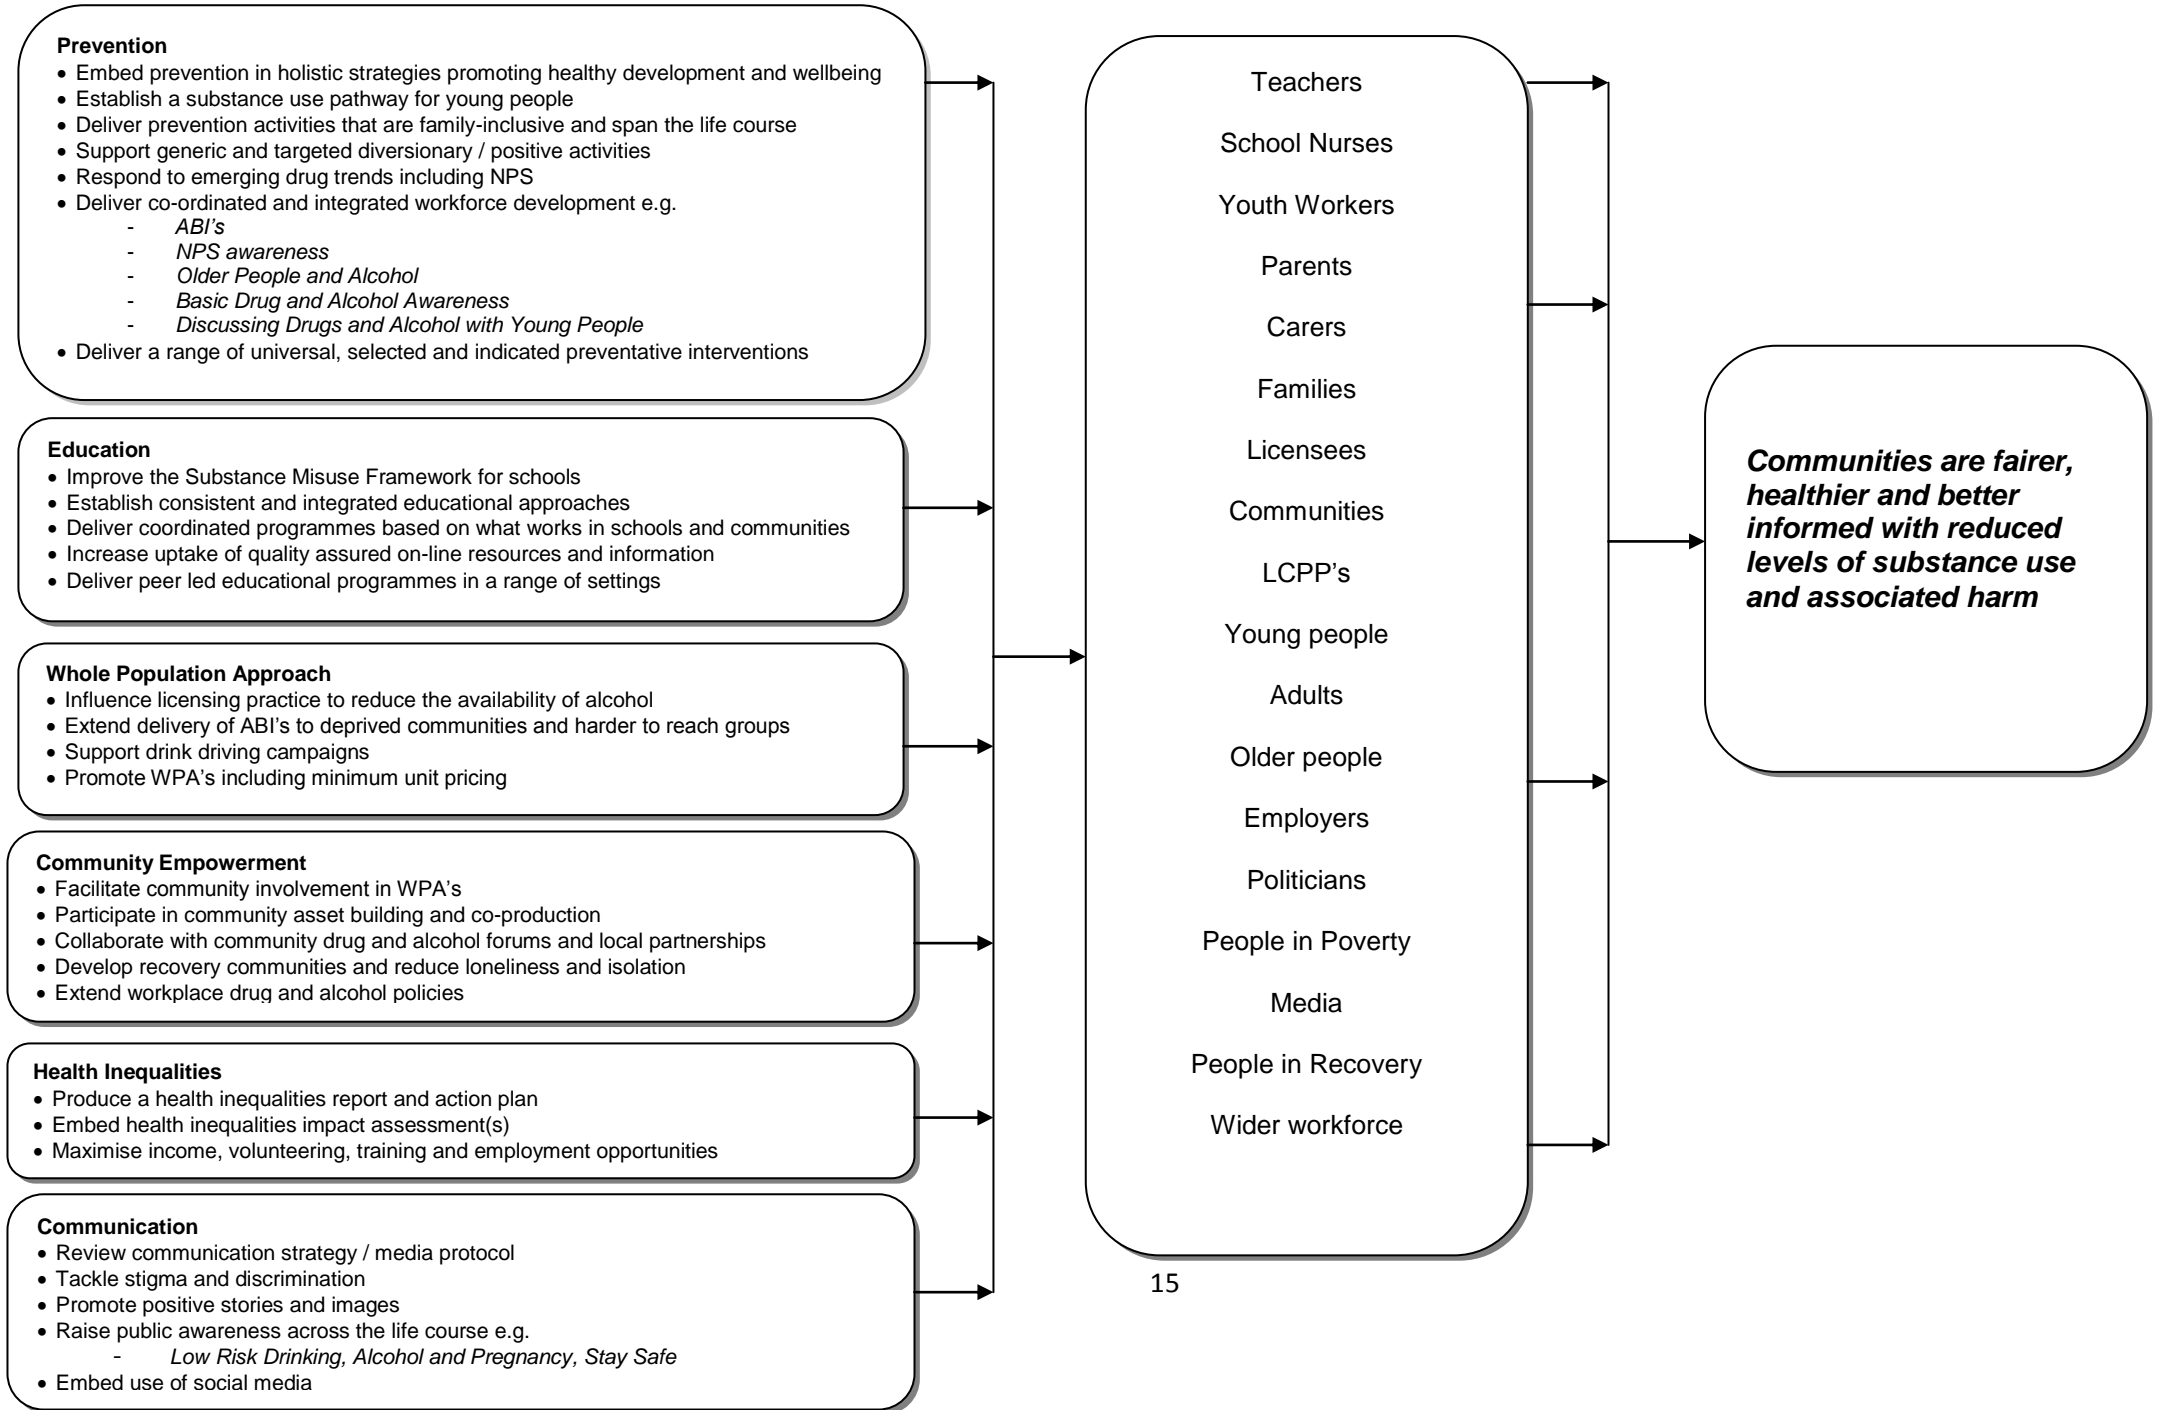 Prevention
• Embed prevention in holistic strategies promoting healthy development and wellbeing
• Establish a substance use pathway for young people
• Deliver prevention activities that are family-inclusive and span the life course
• Support generic and targeted diversionary / positive activities
• Respond to emerging drug trends including NPS
• Deliver co-ordinated and integrated workforce development e.g.
- ABI’s
- NPS awareness
- Older People and Alcohol
- Basic Drug and Alcohol Awareness
- Discussing Drugs and Alcohol with Young People
• Deliver a range of universal, selected and indicated preventative interventions
Education
• Improve the Substance Misuse Framework for schools
• Establish consistent and integrated educational approaches
• Deliver coordinated programmes based on what works in schools and communities
• Increase uptake of quality assured on-line resources and information
• Deliver peer led educational programmes in a range of settings
Whole Population Approach
• Influence licensing practice to reduce the availability of alcohol
• Extend delivery of ABI’s to deprived communities and harder to reach groups
• Support drink driving campaigns
• Promote WPA’s including minimum unit pricing
Community Empowerment
• Facilitate community involvement in WPA’s
• Participate in community asset building and co-production
• Collaborate with community drug and alcohol forums and local partnerships
• Develop recovery communities and reduce loneliness and isolation
• Extend workplace drug and alcohol policies
Health Inequalities
• Produce a health inequalities report and action plan
• Embed health inequalities impact assessment(s)
• Maximise income, volunteering, training and employment opportunities
Communication
• Review communication strategy / media protocol
• Tackle stigma and discrimination
• Promote positive stories and images
• Raise public awareness across the life course e.g.
- Low Risk Drinking, Alcohol and Pregnancy, Stay Safe
• Embed use of social media
Teachers
School Nurses
Youth Workers
Parents
Carers
Families
Licensees
Communities
LCPP’s
Young people
Adults
Older people
Employers
Politicians
People in Poverty
Media
People in Recovery
Wider workforce
Communities are fairer,
healthier and better
informed with reduced
levels of substance use
and associated harm
15